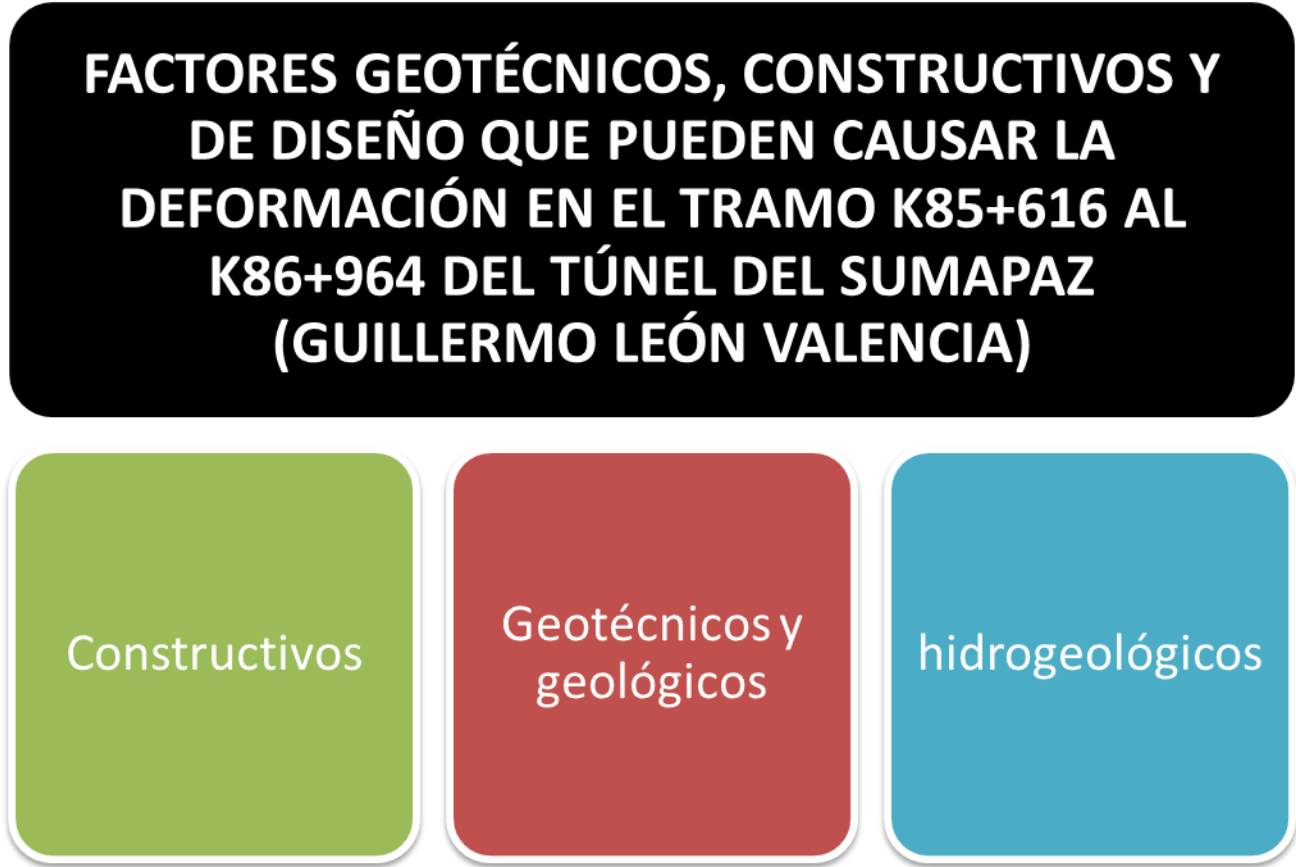 FACTORES GEOTÉCNICOS, CONSTRUCTIVOS Y
DE DISEÑO QUE PUEDEN CAUSAR LA
DEFORMACIÓN EN EL TRAMO K85+616 AL
K86+964 DEL TÚNEL DEL SUMAPAZ
(GUILLERMO LEÓN VALENCIA)
Constructivos
Geotécnicos y
geológicos
hidrogeológicos